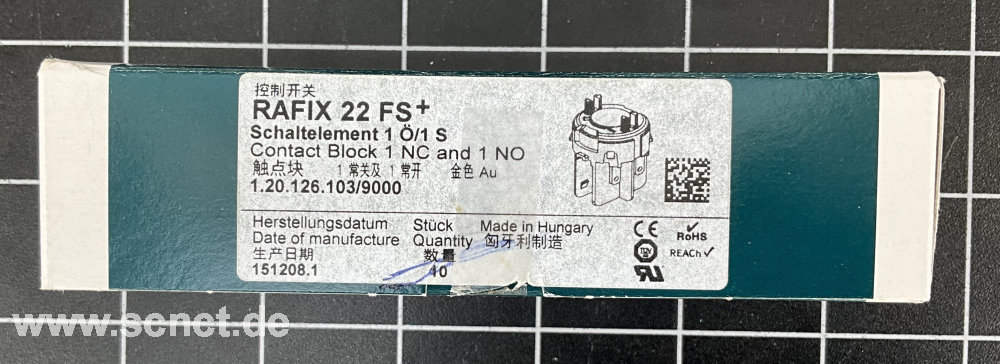 控制开关
RAFIX 22 FS+
Schaltelement 1 Ö/1 S
Contact Block 1 NC and 1 NO
触点块 1 常关及 1 常开 金色 Au
1.20.126.103/9000
Herstellungsdatum Stück Made in Hungary
Date of manufacture Quantity 匈牙利制造
生产日期 数量
151208.1 10
CE RoHS
TÜV REACh
www.scnet.de